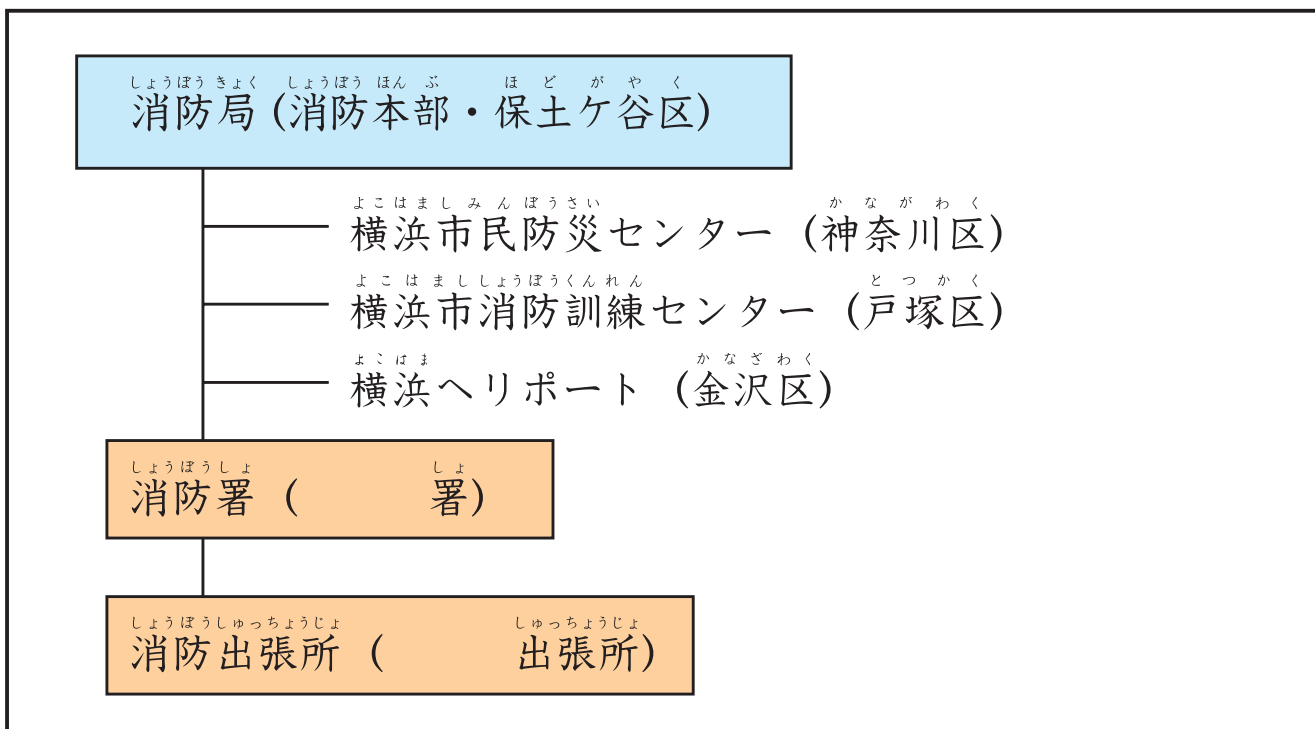 しょうぼう きょく しょうぼう ほん ぶ ほ ど が や く
消防局(消防本部・保土ケ谷区)
よこはましみんぼうさい かながわく
横浜市民防災センター(神奈川区)
よこはまししょうぼうくんれん とつかく
横浜市消防訓練センター(戸塚区)
よこはま かなざわく
横浜ヘリポート(金沢区)
しょうぼうしょ しょ
消防署( 署)
しょうぼうしゅっちょうじょ しゅっちょうじょ
消防出張所( 出張所)